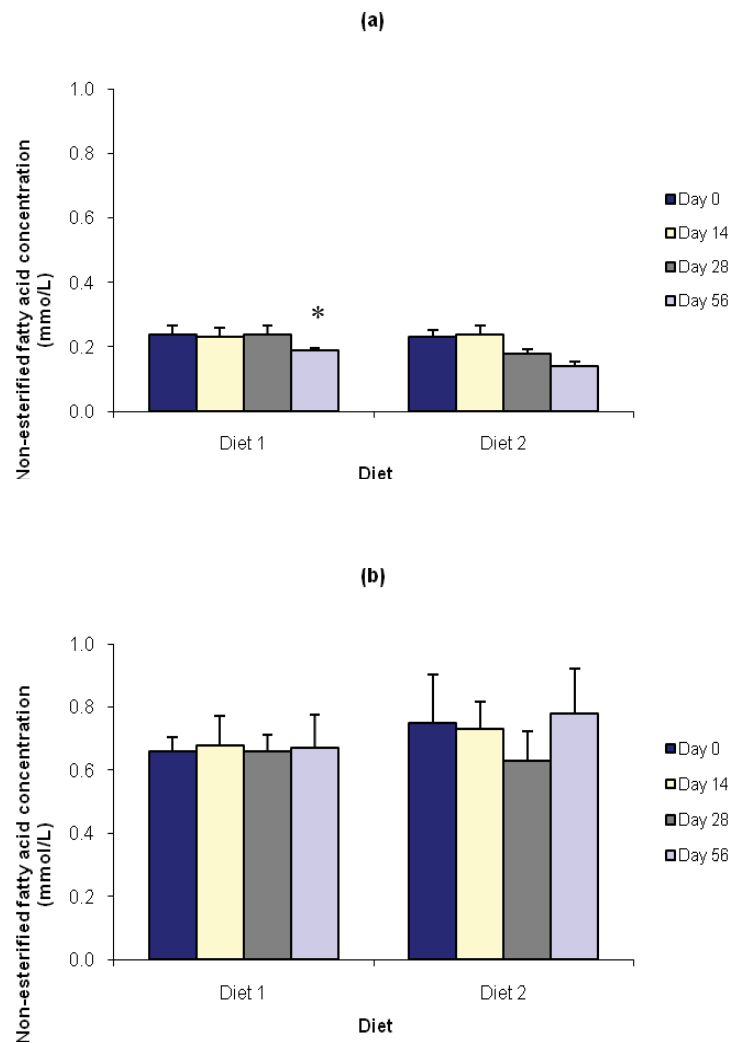 (a)
Non-esterified fatty acid concentration
(mmo/L)
1.0
0.8
0.6
0.4
0.2
0.0
*
Diet 1
Diet 2
Diet
Day 0
Day 14
Day 28
Day 56
(b)
Non-esterified fatty acid concentration
(mmol/L)
1.0
0.8
0.6
0.4
0.2
0.0
Diet 1
Diet 2
Diet
Day 0
Day 14
Day 28
Day 56